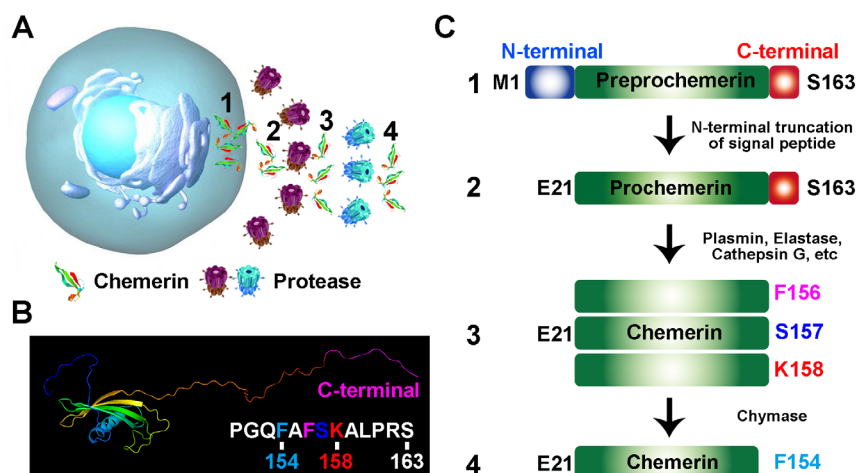 A
1
2
3
4
Chemerin
Protease
B
C-terminal
PGQFAFSKALPRS
154 158 163
C
N-terminal
C-terminal
1 M1 Preprochemerin S163
N-terminal truncation
of signal peptide
2 E21 Prochemerin S163
Plasmin, Elastase,
Cathepsin G, etc
F156
3 E21 Chemerin S157
K158
Chymase
4 E21 Chemerin F154